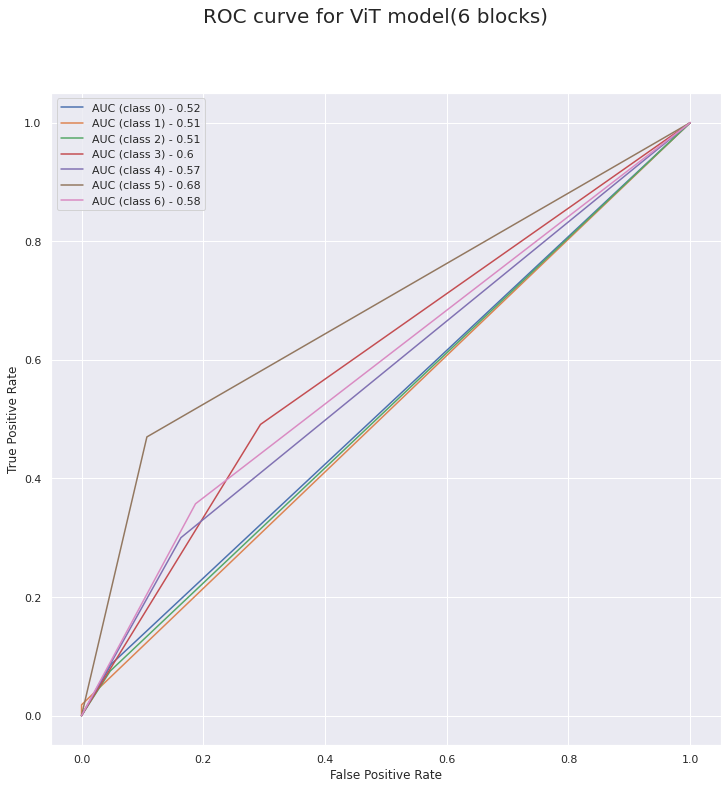 ROC curve for ViT model(6 blocks)
AUC (class 0) - 0.52
AUC (class 1) - 0.51
AUC (class 2) - 0.51
AUC (class 3) - 0.6
AUC (class 4) - 0.57
AUC (class 5) - 0.68
AUC (class 6) - 0.58
1.0
0.8
0.6
0.4
0.2
0.0
True Positive Rate
0.0 0.2 0.4 0.6 0.8 1.0
False Positive Rate